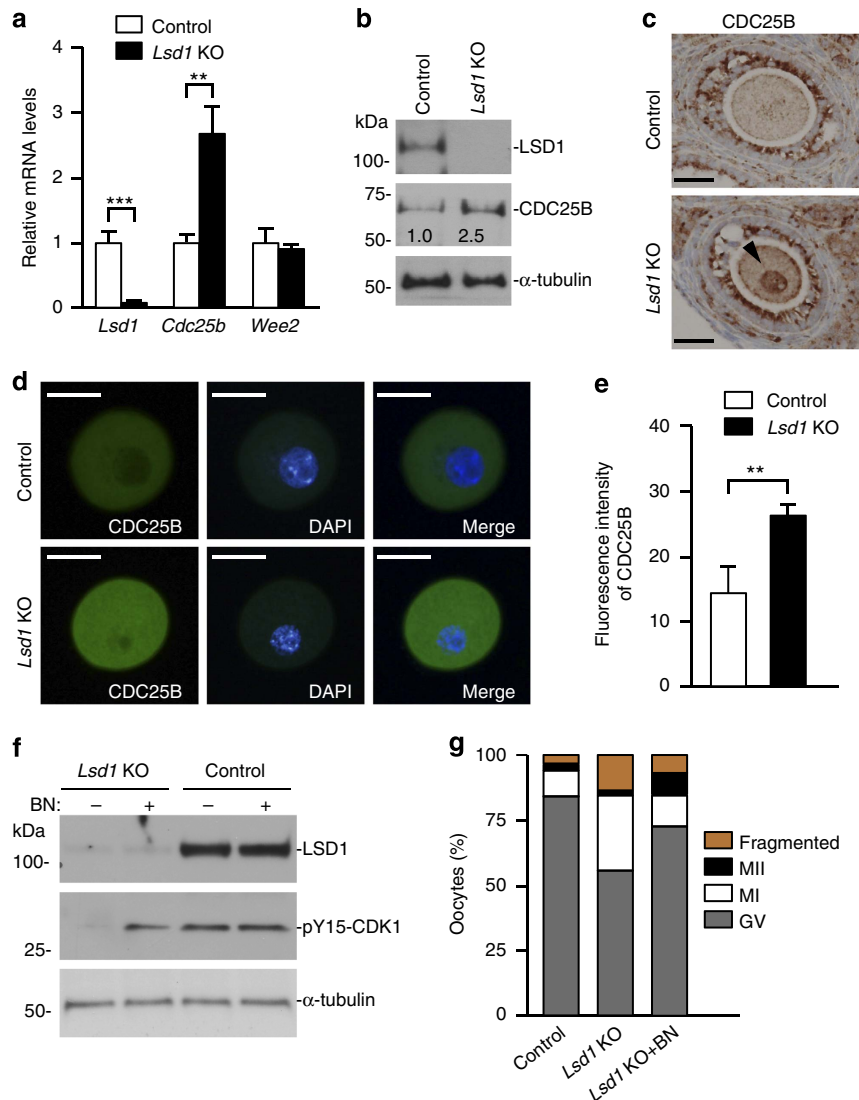 a
Control
Lsd1 KO
Relative mRNA levels
4
3
2
1
0
***
**
Lsd1 Cdc25b Wee2
b
Control Lsd1 KO
kDa
100- -LSD1
75-
-CDC25B
50- 1.0 2.5
50- -α-tubulin
c
CDC25B
Control
Lsd1 KO
d
Control
CDC25B DAPI Merge
Lsd1 KO
CDC25B DAPI Merge
e
Control
Lsd1 KO
Fluorescence intensity
of CDC25B
40
30
20
10
0
**
f
Lsd1 KO Control
BN: – + – +
kDa
-LSD1
100-
-pY15-CDK1
25-
-α-tubulin
50-
g
Oocytes (%)
100
75
50
25
0
Fragmented
MII
MI
GV
Control
Lsd1 KO
Lsd1 KO+BN